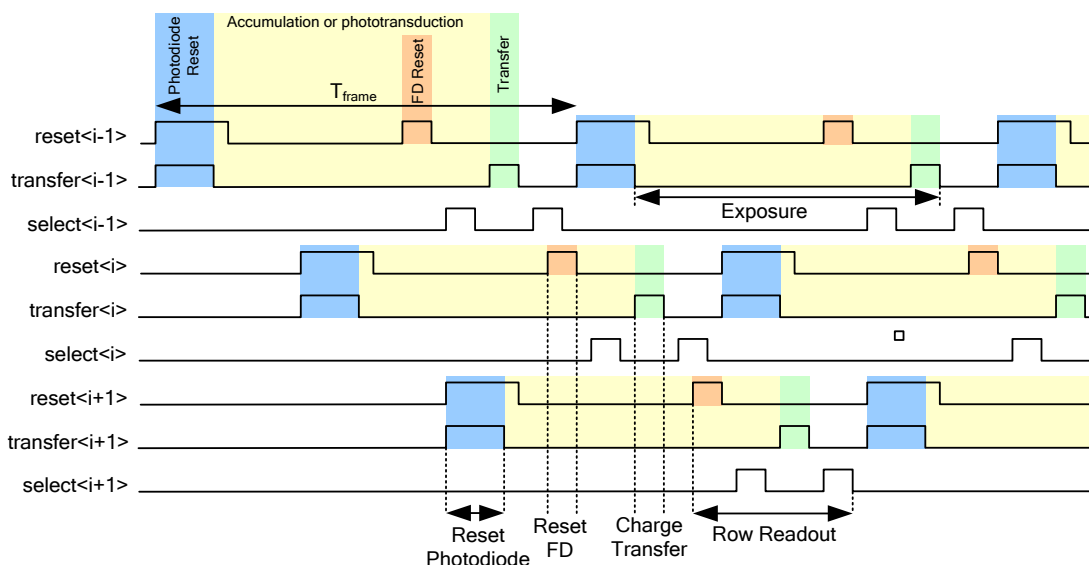 Accumulation or phototransduction
Photodiode
Reset
FD Reset
Transfer
T_frame
reset<i-1>
transfer<i-1>
select<i-1>
Exposure
reset<i>
transfer<i>
select<i>
reset<i+1>
transfer<i+1>
select<i+1>
Reset
Photodiode
Reset
FD
Charge
Transfer
Row Readout